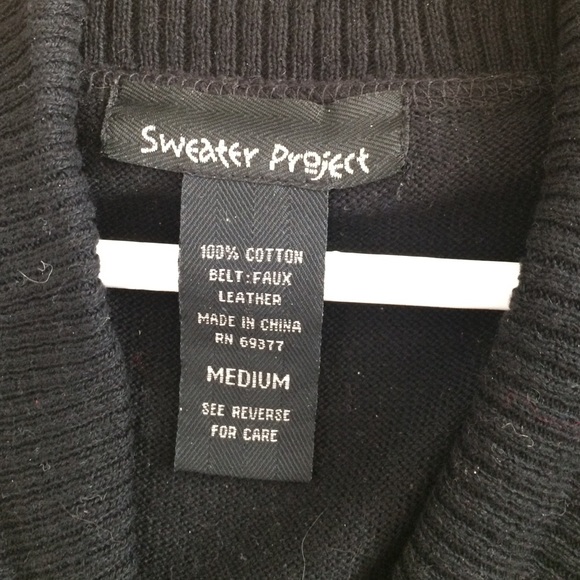 Sweater Project
100% COTTON
BELT:FAUX
LEATHER
MADE IN CHINA
RN 69377
MEDIUM
SEE REVERSE
FOR CARE